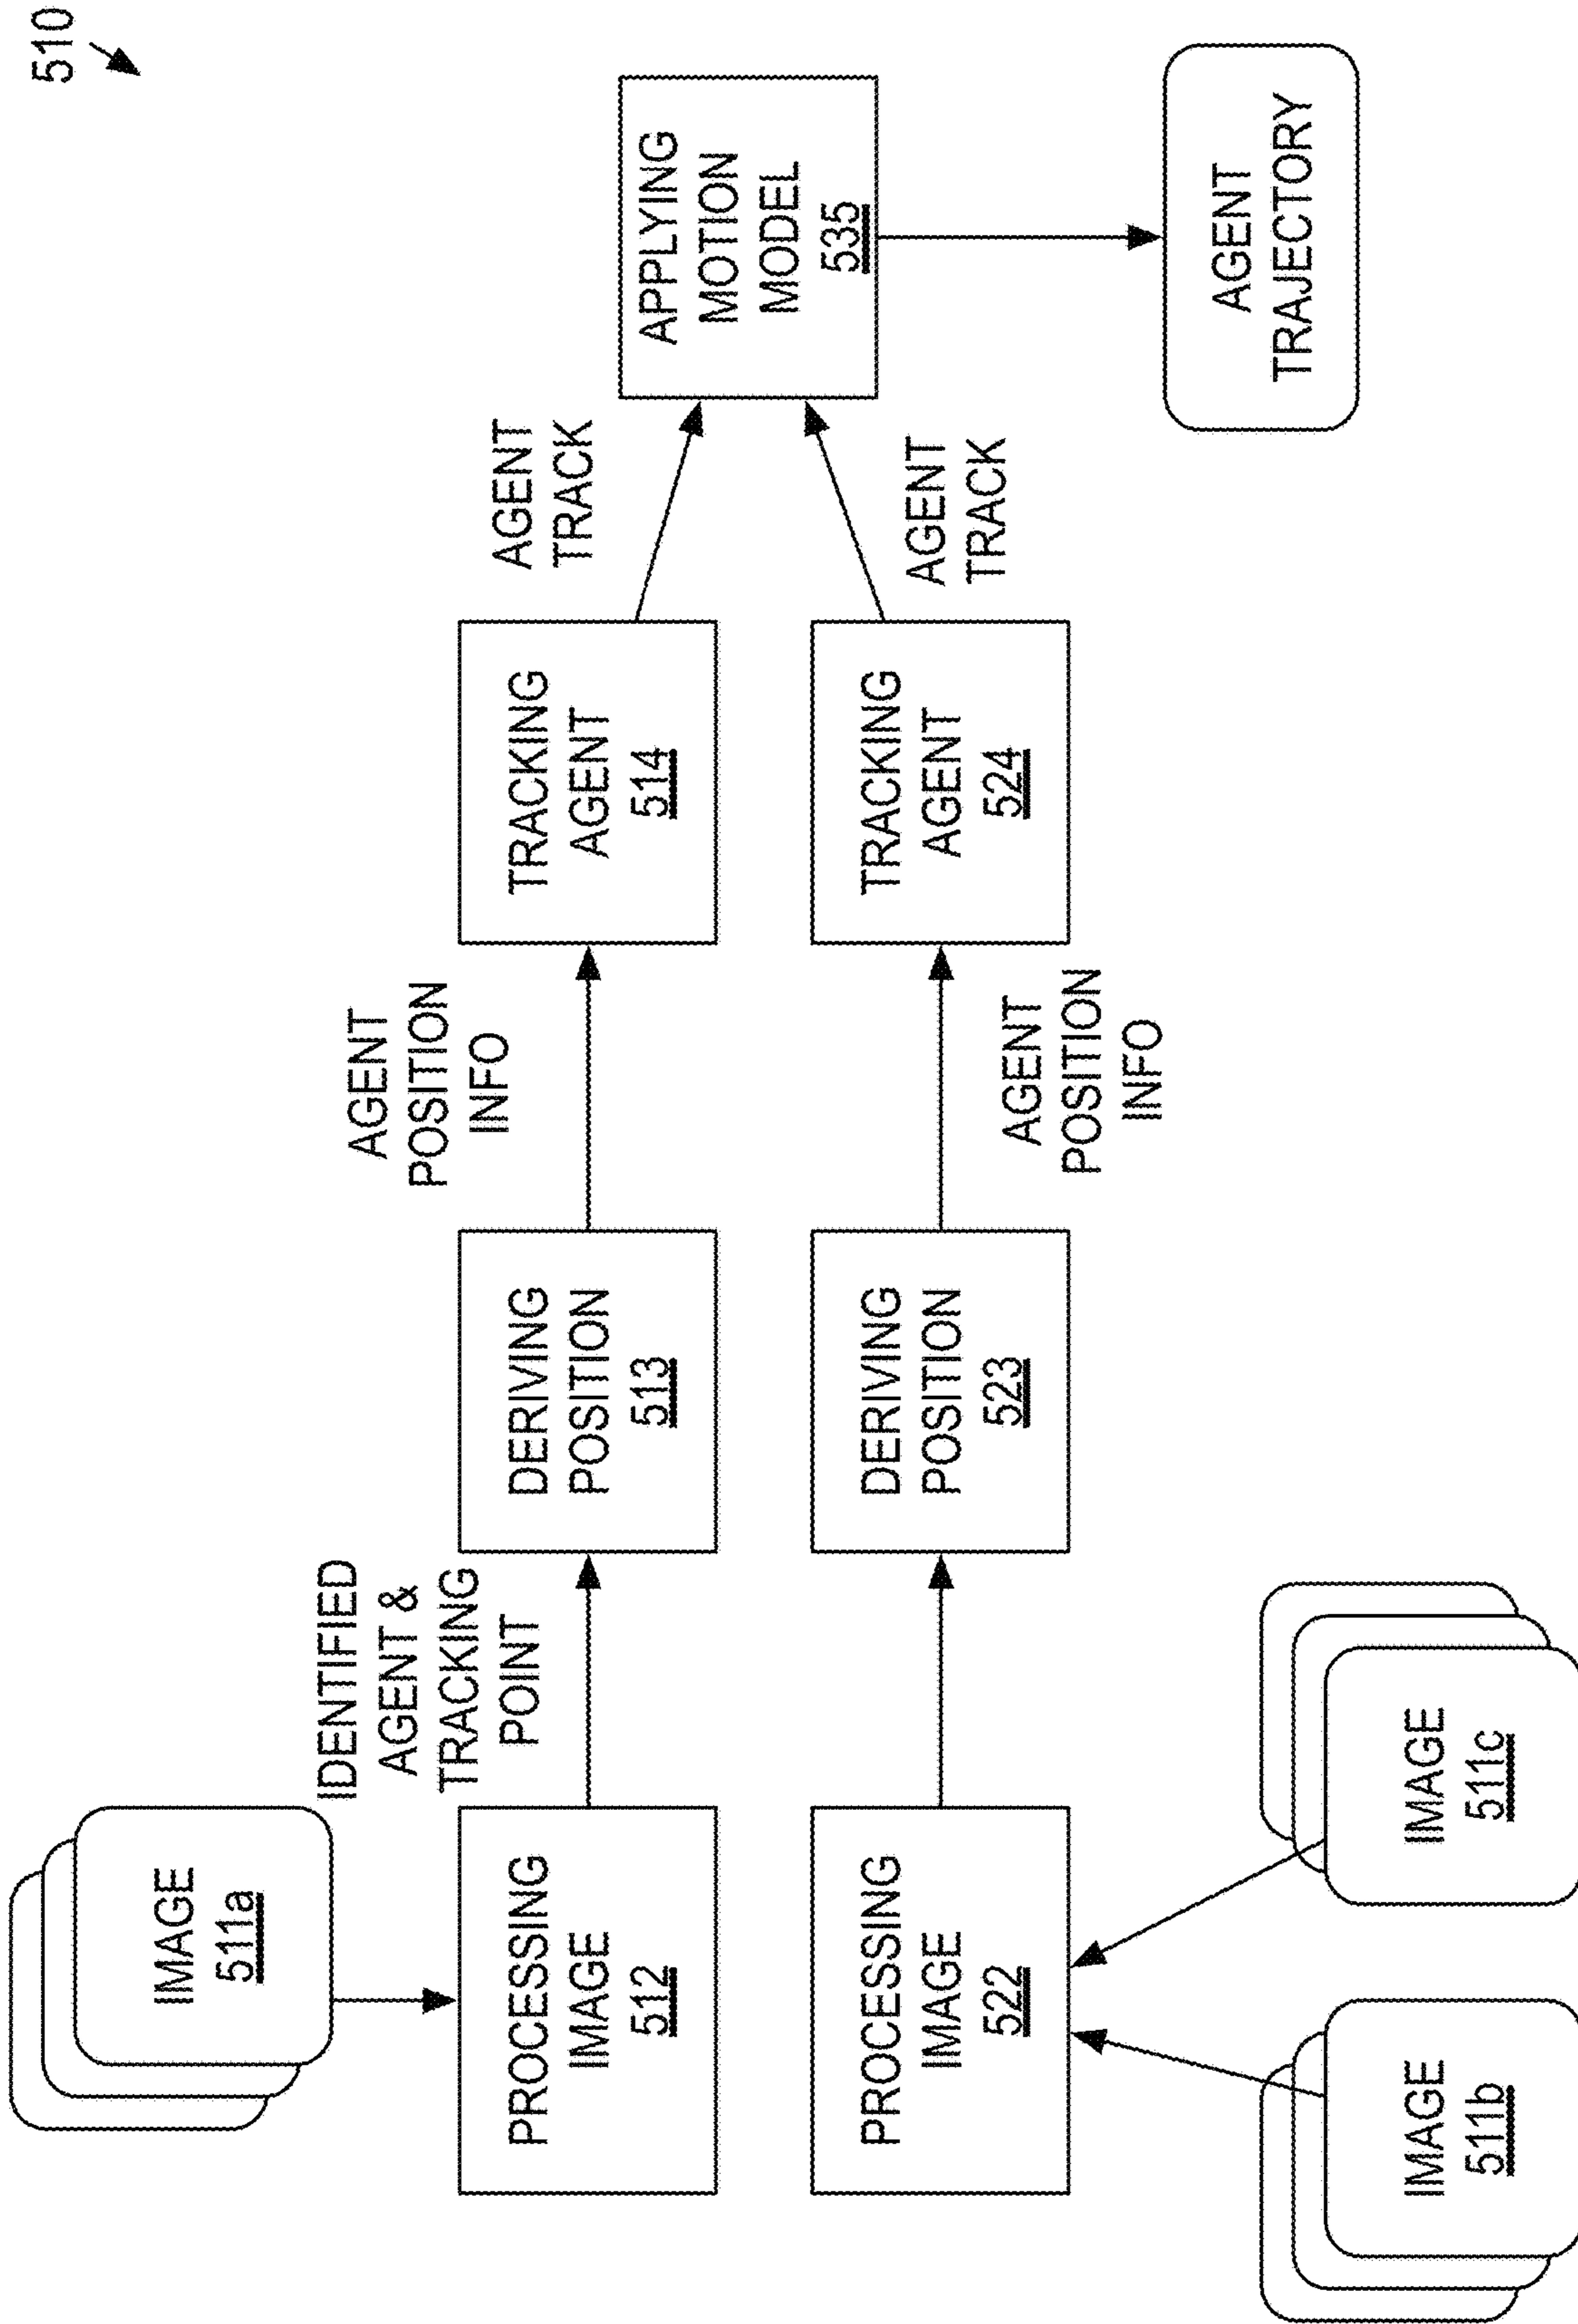 510
IMAGE
511a
IDENTIFIED
AGENT &
TRACKING
POINT
AGENT
POSITION
INFO
AGENT
TRACK
PROCESSING
IMAGE
512
DERIVING
POSITION
513
TRACKING
AGENT
514
APPLYING
MOTION
MODEL
535
PROCESSING
IMAGE
522
DERIVING
POSITION
523
TRACKING
AGENT
524
AGENT
POSITION
INFO
AGENT
TRACK
IMAGE
511b
IMAGE
511c
AGENT
TRAJECTORY